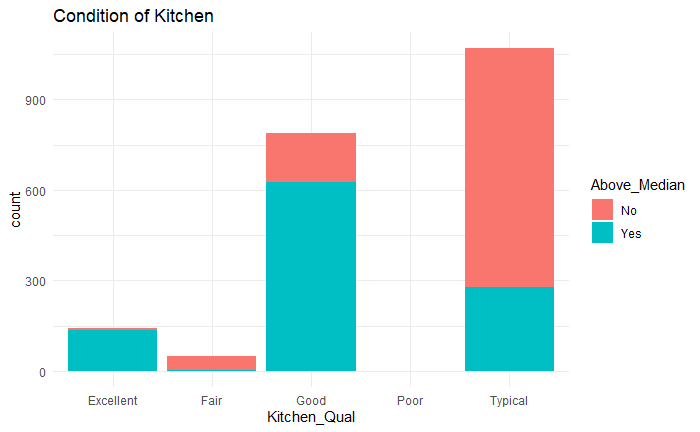 Condition of Kitchen
900
600
300
0
count
Excellent Fair Good Poor Typical
Kitchen_Qual
Above_Median
No
Yes